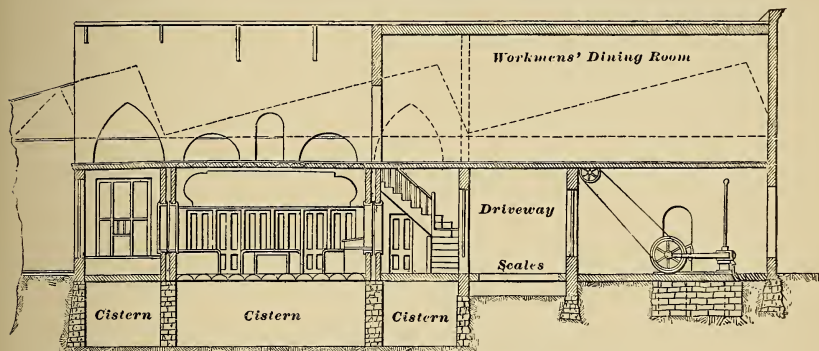 Workmens' Dining Room
Driveway
Scales
Cistern
Cistern
Cistern